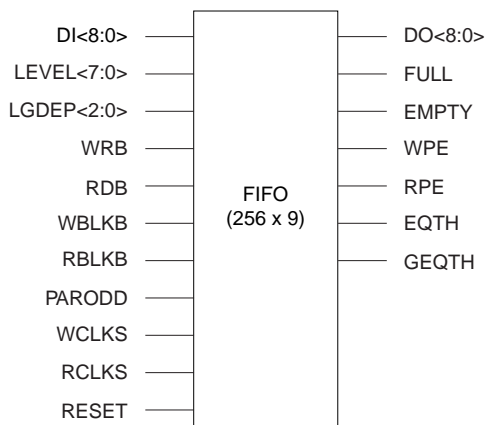 DI<8:0>
LEVEL<7:0>
LGDEP<2:0>
WRB
RDB
WBLKB
RBLKB
PARODD
WCLKS
RCLKS
RESET
FIFO
(256 x 9)
DO<8:0>
FULL
EMPTY
WPE
RPE
EQTH
GEQTH